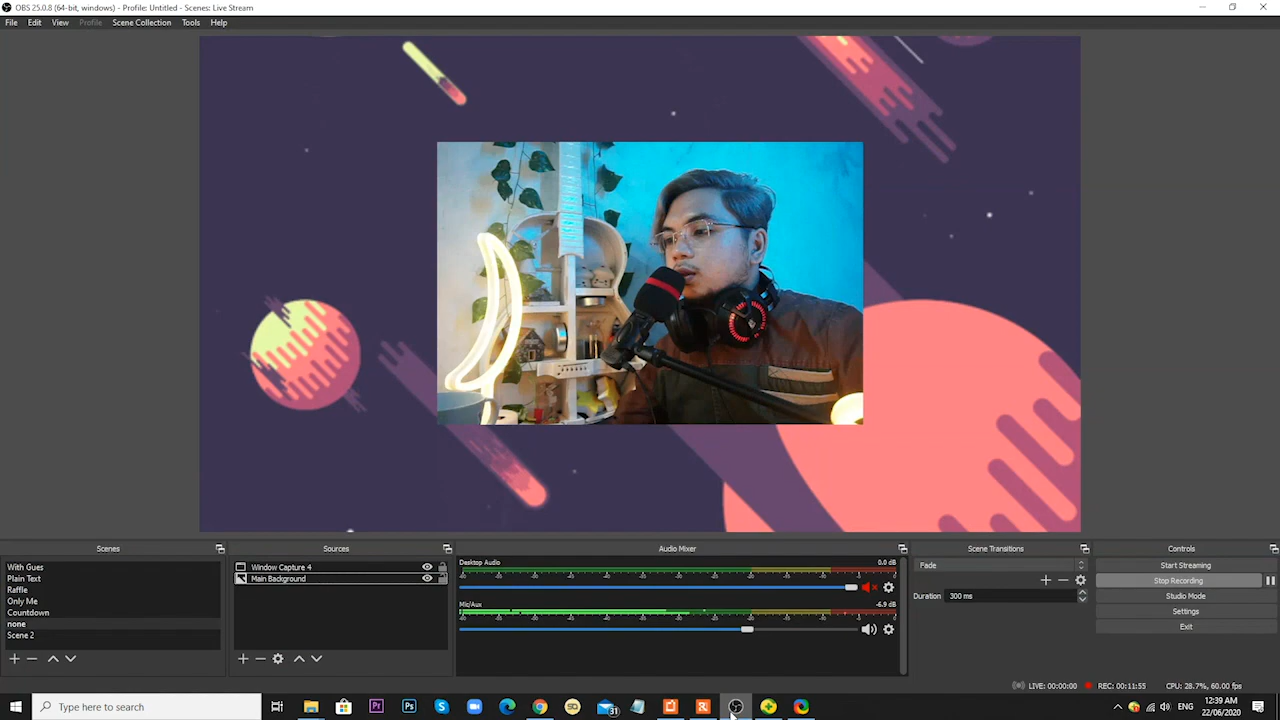 OBS 25.0.8 (64-bit, windows) - Profile: Untitled - Scenes: Live Stream
File Edit View Profile Scene Collection Tools Help
Scenes
Sources
Audio Mixer
Scene Transitions
Controls
With Gues
Plain Text
Raffle
Only Me
Countdown
none
Scene 2
Window Capture 4
Main Background
Desktop Audio 0.0 dB
Mic/Aux -6.9 dB
Fade
Duration 300 ms
Start Streaming
Stop Recording
Studio Mode
Settings
Exit
LIVE: 00:00:00 REC: 00:11:55 CPU: 28.7%, 60.00 fps
Type here to search
Pr
Ps
31
ENG
12:39 AM
22/06/2020